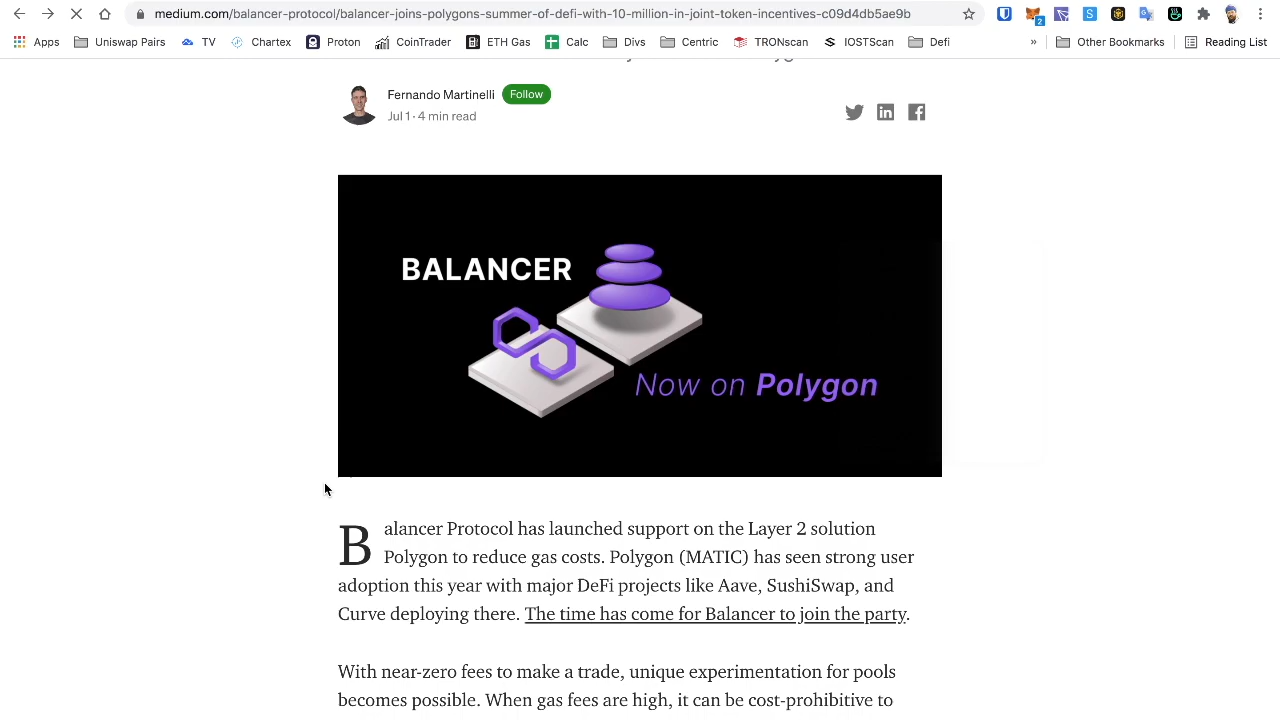 medium.com/balancer-protocol/balancer-joins-polygons-summer-of-defi-with-10-million-in-joint-token-incentives-c09d4db5ae9b
2
Apps Uniswap Pairs TV Chartex Proton CoinTrader ETH Gas Calc Divs Centric TRONscan IOSTScan Defi » Other Bookmarks Reading List
Fernando Martinelli Follow
Jul 1 · 4 min read
BALANCER
Now on Polygon
Balancer Protocol has launched support on the Layer 2 solution
Polygon to reduce gas costs. Polygon (MATIC) has seen strong user
adoption this year with major DeFi projects like Aave, SushiSwap, and
Curve deploying there. The time has come for Balancer to join the party.
With near-zero fees to make a trade, unique experimentation for pools
becomes possible. When gas fees are high, it can be cost-prohibitive to